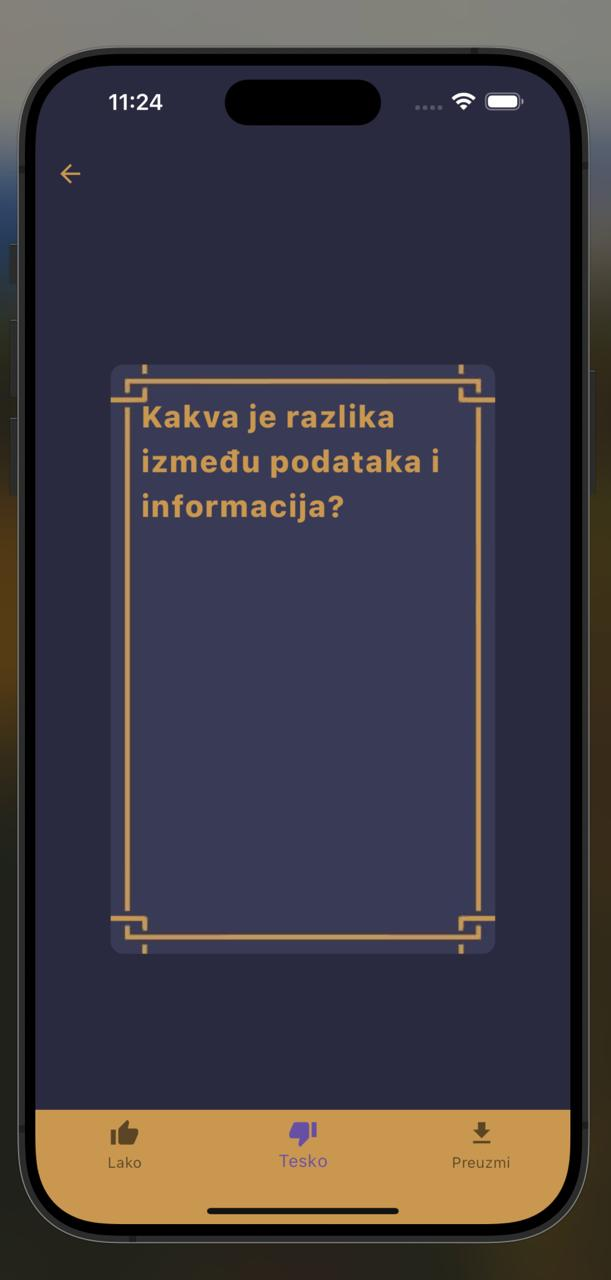 11:24
Kakva je razlika
između podataka i
informacija?
Lako
Tesko
Preuzmi